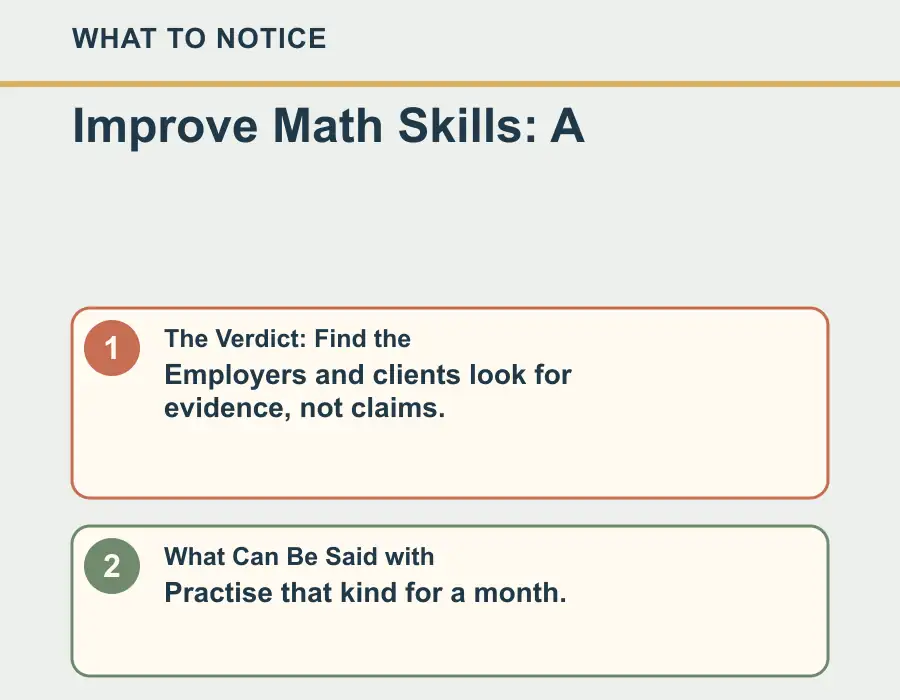 WHAT TO NOTICE
Improve Math Skills: A
1
The Verdict: Find the
Employers and clients look for
evidence, not claims.
2
What Can Be Said with
Practise that kind for a month.